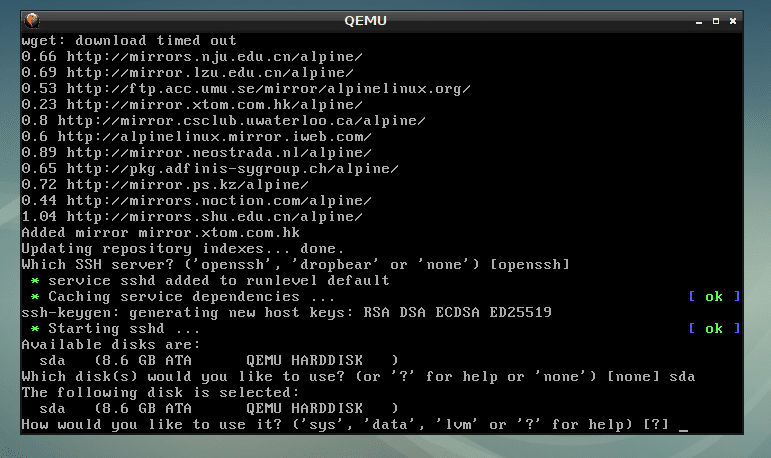 QEMU
wget: download timed out
0.66 http://mirrors.nju.edu.cn/alpine/
0.69 http://mirror.lzu.edu.cn/alpine/
0.53 http://ftp.acc.umu.se/mirror/alpinelinux.org/
0.23 http://mirror.xtom.com.hk/alpine/
0.8 http://mirror.csclub.uwaterloo.ca/alpine/
0.6 http://alpinelinux.mirror.iweb.com/
0.89 http://mirror.neostrada.nl/alpine/
0.65 http://pkg.adfinis-sygroup.ch/alpine/
0.72 http://mirror.ps.kz/alpine/
0.44 http://mirrors.noction.com/alpine/
1.04 http://mirrors.shu.edu.cn/alpine/
Added mirror mirror.xtom.com.hk
Updating repository indexes... done.
Which SSH server? ('openssh', 'dropbear' or 'none') [openssh]
 * service sshd added to runlevel default
 * Caching service dependencies ... [ ok ]
ssh-keygen: generating new host keys: RSA DSA ECDSA ED25519
 * Starting sshd ... [ ok ]
Available disks are:
  sda   (8.6 GB ATA      QEMU HARDDISK   )
Which disk(s) would you like to use? (or '?' for help or 'none') [none] sda
The following disk is selected:
  sda   (8.6 GB ATA      QEMU HARDDISK   )
How would you like to use it? ('sys', 'data', 'lvm' or '?' for help) [?] _